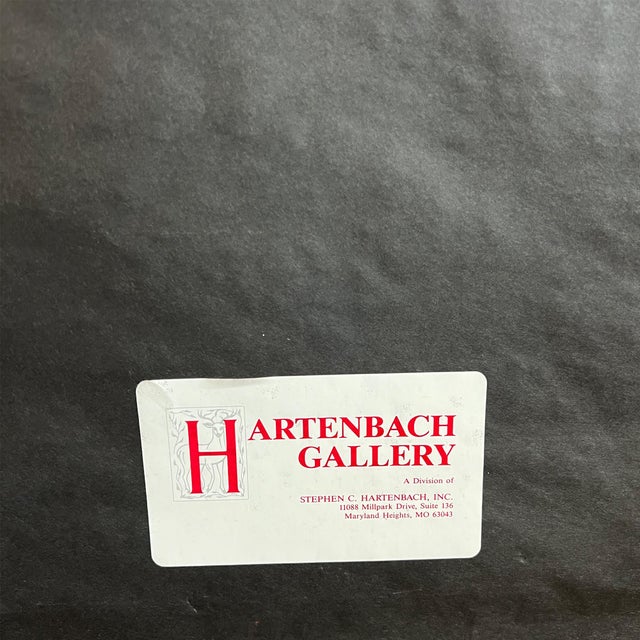 HARTENBACH
GALLERY
A Division of
STEPHEN C. HARTENBACH, INC.
11088 Millpark Drive, Suite 136
Maryland Heights, MO 63043